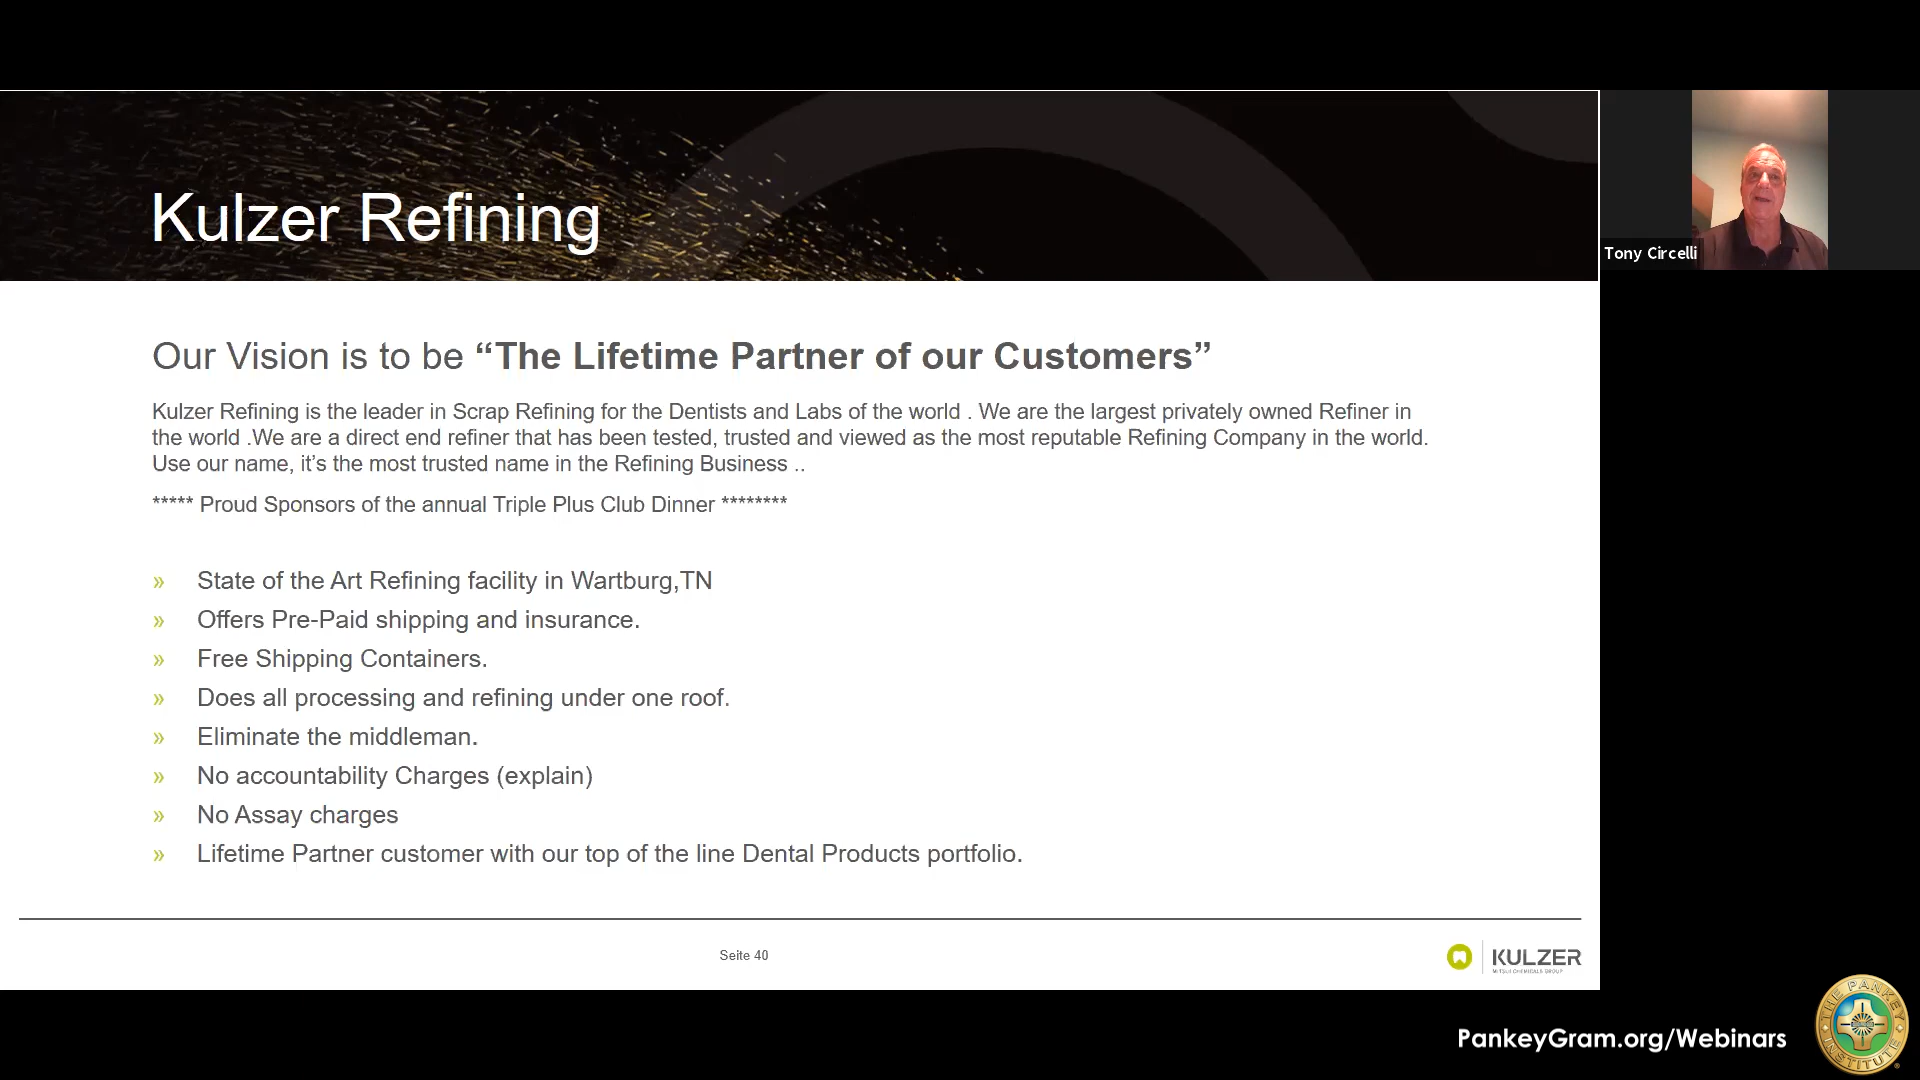 Kulzer Refining
Tony Circelli
Our Vision is to be “The Lifetime Partner of our Customers”
Kulzer Refining is the leader in Scrap Refining for the Dentists and Labs of the world . We are the largest privately owned Refiner in
the world .We are a direct end refiner that has been tested, trusted and viewed as the most reputable Refining Company in the world.
Use our name, it’s the most trusted name in the Refining Business ..
***** Proud Sponsors of the annual Triple Plus Club Dinner ********
» State of the Art Refining facility in Wartburg,TN
» Offers Pre-Paid shipping and insurance.
» Free Shipping Containers.
» Does all processing and refining under one roof.
» Eliminate the middleman.
» No accountability Charges (explain)
» No Assay charges
» Lifetime Partner customer with our top of the line Dental Products portfolio.
Seite 40
KULZER
MITSUI CHEMICALS GROUP
PankeyGram.org/Webinars
THE PANKEY INSTITUTE